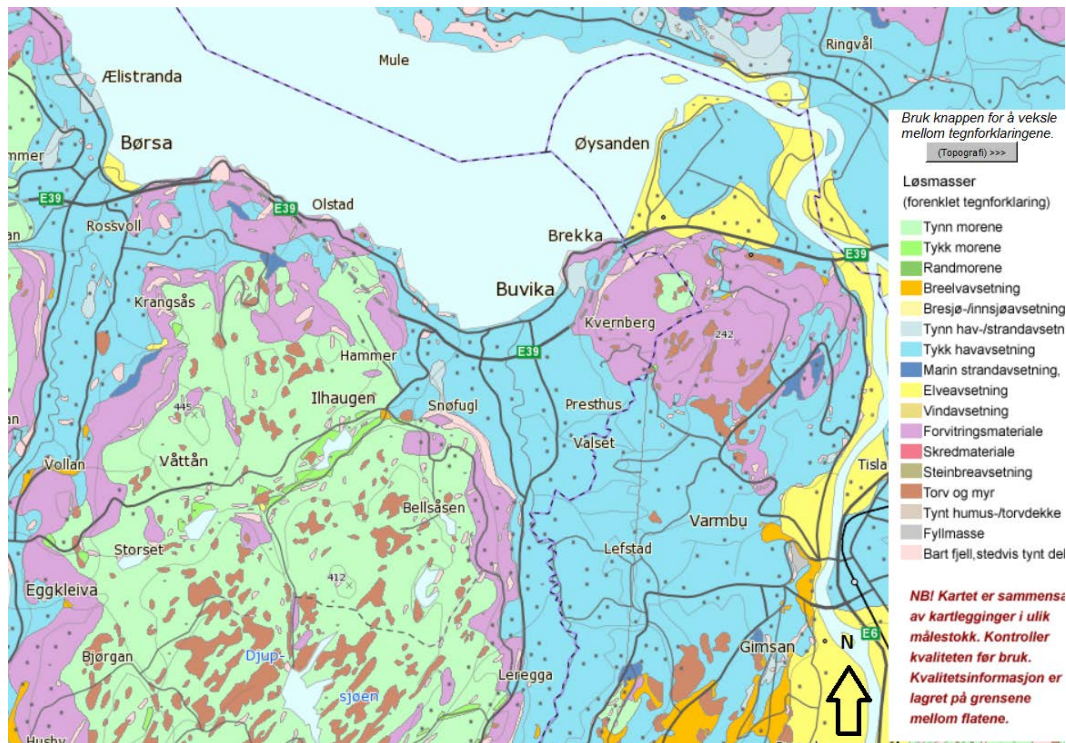 Mule
Ringvål
Ælistranda
Børsa
Øysanden
E39
Rossvoll
E39
Olstad
Brekka
E39
Buvika
Krangsås
Kvernberg
242
Hammer
E39
Ilhaugen
445
Snøfugl
Presthus
Valset
Våttån
Vollan
Tisla
Bellsåsen
Varmbu
Storset
Lefstad
412
Eggkleiva
E6
Gimsan
N
Bjørgan
Djup-
sjøen
Leregga
Husby
Bruk knappen for å veksle
mellom tegnforklaringene.
(Topografi) >>>
Løsmasser
(forenklet tegnforklaring)
Tynn morene
Tykk morene
Randmorene
Breelvavsetning
Bresjø-/innsjøavsetning
Tynn hav-/strandavsetn
Tykk havavsetning
Marin strandavsetning,
Elveavsetning
Vindavsetning
Forvitringsmateriale
Skredmateriale
Steinbreavsetning
Torv og myr
Tynt humus-/torvdekke
Fyllmasse
Bart fjell,stedvis tynt del
NB! Kartet er sammensa
av kartlegginger i ulik
målestokk. Kontroller
kvaliteten før bruk.
Kvalitetsinformasjon er
lagret på grensene
mellom flatene.